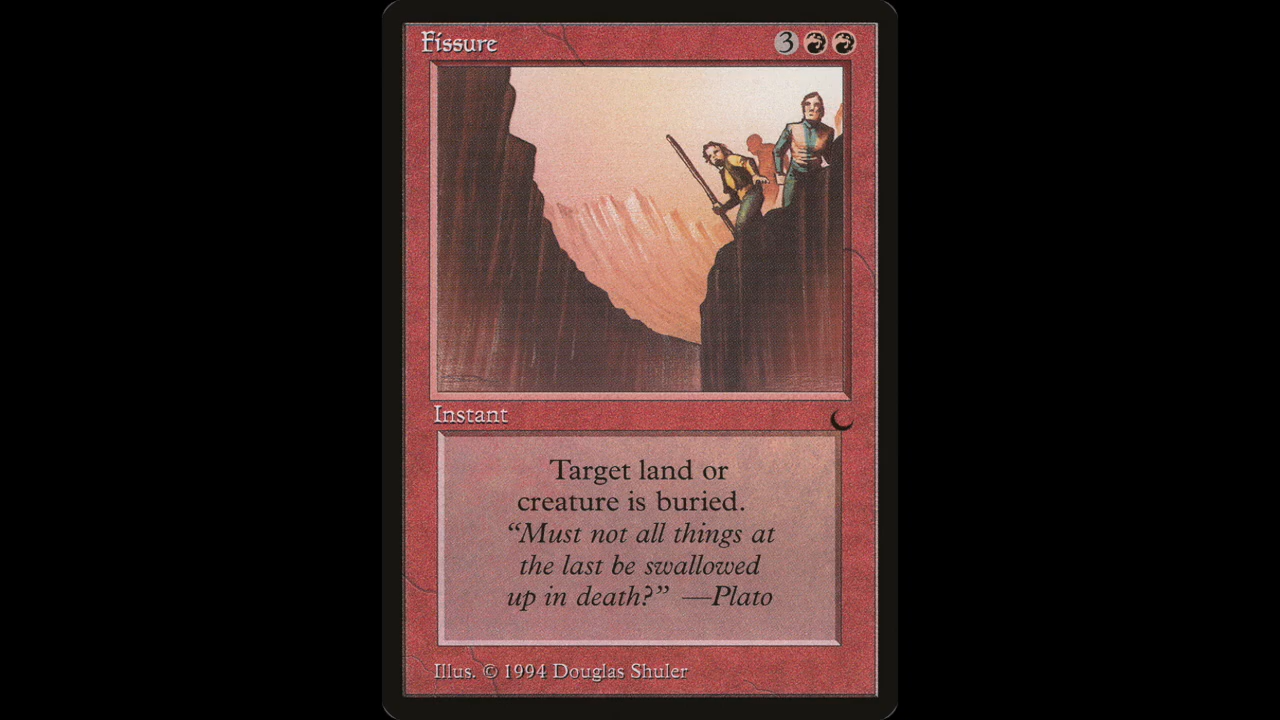 Fissure 3
Instant
Target land or
creature is buried.
“Must not all things at
the last be swallowed
up in death?” —Plato
Illus. © 1994 Douglas Shuler